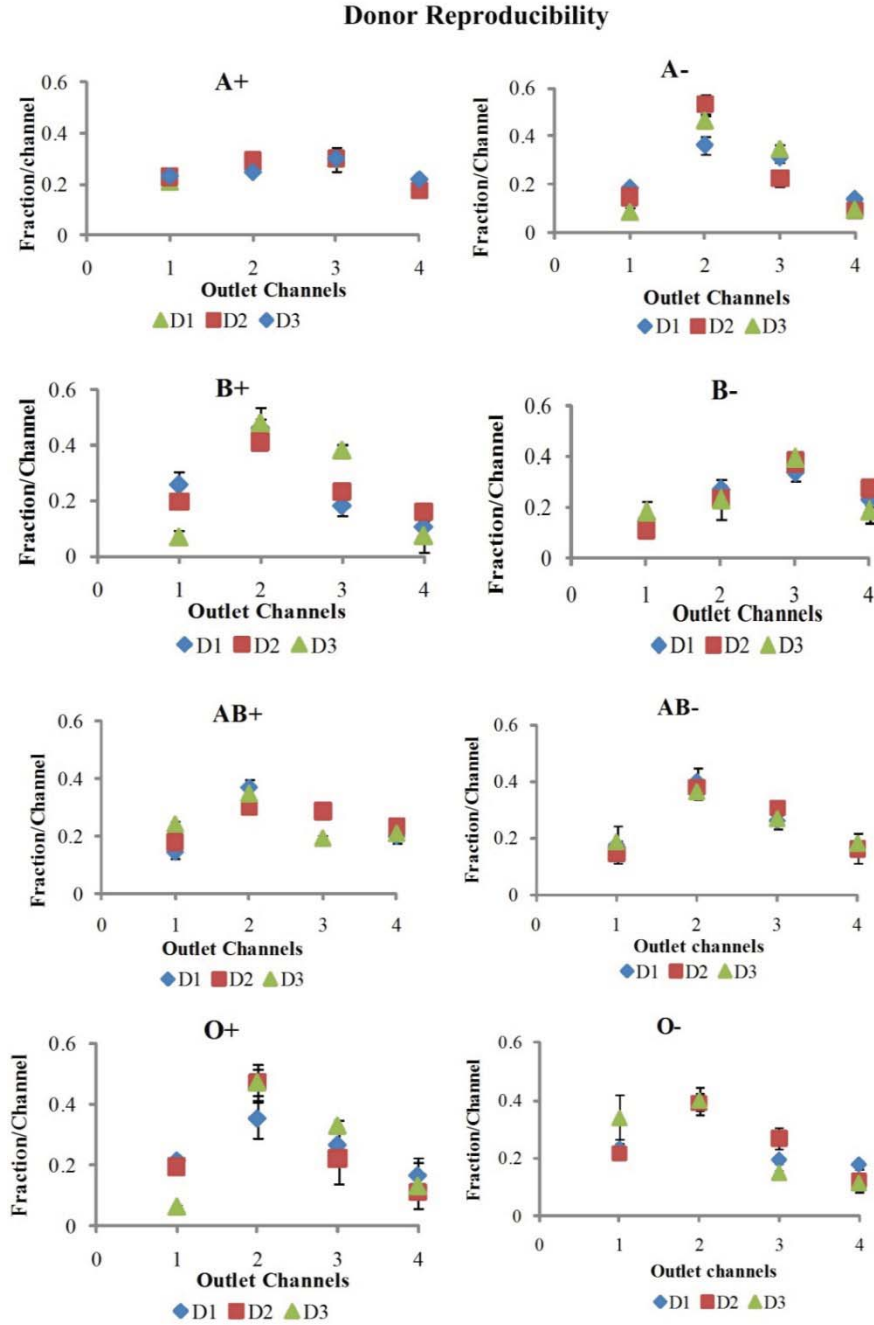 Donor Reproducibility
A+
Fraction/channel
0.6
0.4
0.2
0
0 1 2 3 4
Outlet Channels
D1 D2 D3
A-
Fraction/Channel
0.6
0.4
0.2
0
0 1 2 3 4
Outlet Channels
D1 D2 D3
B+
Fraction/Channel
0.6
0.4
0.2
0
0 1 2 3 4
Outlet Channels
D1 D2 D3
B-
Fraction/Channel
0.6
0.4
0.2
0
0 1 2 3 4
Outlet Channels
D1 D2 D3
AB+
Fraction/Channel
0.6
0.4
0.2
0
0 1 2 3 4
Outlet Channels
D1 D2 D3
AB-
Fraction/Channel
0.6
0.4
0.2
0
0 1 2 3 4
Outlet channels
D1 D2 D3
O+
Fraction/Channel
0.6
0.4
0.2
0
0 1 2 3 4
Outlet Channels
D1 D2 D3
O-
Fraction/Channel
0.6
0.4
0.2
0
0 1 2 3 4
Outlet channels
D1 D2 D3